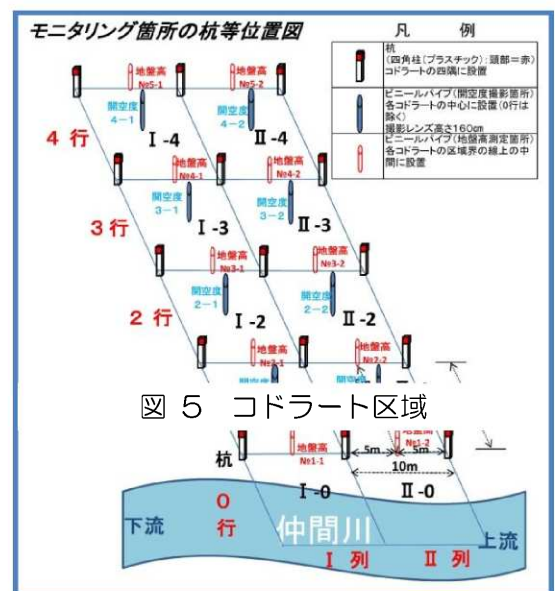 モニタリング箇所の杭等位置図
凡 例
杭
(四角柱(プラスチック):頭部=赤)
コドラートの四隅に設置
ビニールパイプ(開空度撮影箇所)
各コドラートの中心に設置(0行は
除く)
撮影レンズ高さ160cm
ビニールパイプ(地盤高測定箇所)
各コドラートの区域界の線上の中
間に設置
地盤高
№5-1
地盤高
№5-2
開空度
4-1
開空度
4-2
4 行
Ⅰ-4
Ⅱ-4
地盤高
№4-1
地盤高
№4-2
開空度
3-1
開空度
3-2
3 行
Ⅰ-3
Ⅱ-3
地盤高
№3-1
地盤高
№3-2
開空度
2-1
開空度
2-2
2 行
Ⅰ-2
Ⅱ-2
地盤高
№2-1
地盤高
№2-2
図 5 コドラート区域
杭
地盤高
№1-1
№1-2
5m
5m
10m
0
行
Ⅰ-0
Ⅱ-0
下流
仲間川
上流
Ⅰ 列
Ⅱ 列